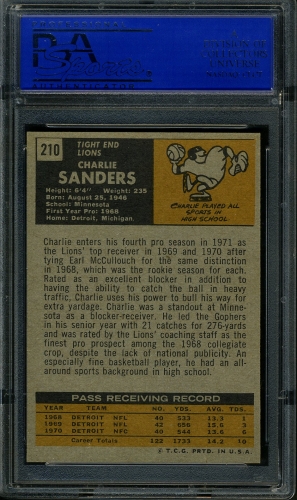 PSA
A
DIVISION OF
COLLECTORS
UNIVERSE
210
TIGHT END
LIONS
CHARLIE
SANDERS
Height: 6'4" Weight: 235
Born: August 25, 1946
School: Minnesota
First Year Pro: 1968
Home: Detroit, Michigan.
CHARLIE PLAYED ALL
SPORTS IN
HIGH SCHOOL.
Charlie enters his fourth pro season in 1971 as
the Lions' top receiver in 1969 and 1970 after
tying Earl McCullouch for the same distinction
in 1968, which was the rookie season for each.
Rated as an excellent blocker in addition to
having the ability to catch the ball in heavy
traffic, Charlie uses his power to bull his way for
extra yardage. Charlie was a standout at Minne-
sota as a blocker-receiver. He led the Gophers
in his senior year with 21 catches for 276-yards
and was rated by the Lions' coaching staff as the
finest pro prospect among the 1968 collegiate
crop, despite the lack of national publicity. An
especially fine basketball player, he had an all-
around sports background in high school.
PASS RECEIVING RECORD
YEAR TEAM NO. YDS. AVG. TDS
1968 DETROIT NFL 40 533 13.3 1
1969 DETROIT NFL 42 656 15.6 3
1970 DETROIT NFC 40 544 13.6 6
Career Totals 122 1733 14.2 10
© T.C.G. PRTD. IN U.S.A.